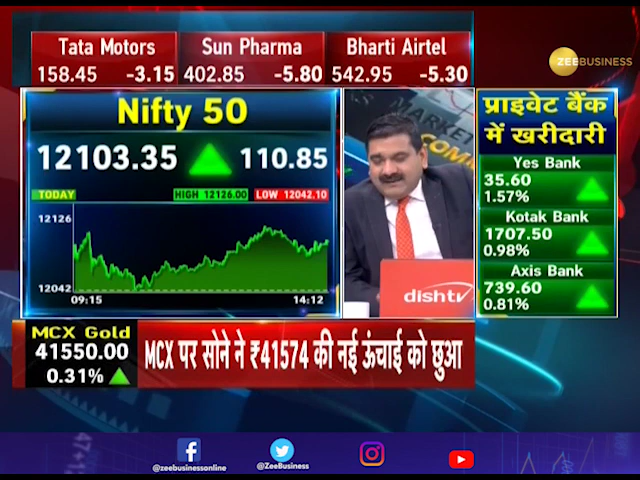 Tata Motors
158.45 -3.15
Sun Pharma
402.85 -5.80
Bharti Airtel
542.95 -5.30
ZEEBUSINESS
Nifty 50
12103.35 110.85
TODAY HIGH 12126.00 LOW 12042.10
12126
12042
09:15 14:12
MARKET
COM
dishtv
प्राइवेट बैंक
में खरीदारी
Yes Bank
35.60
1.57%
Kotak Bank
1707.50
0.98%
Axis Bank
739.60
0.81%
MCX Gold
41550.00
0.31%
MCX पर सोने ने ₹41574 की नई ऊंचाई को छुआ
@zeebusinessonline
@ZeeBusiness